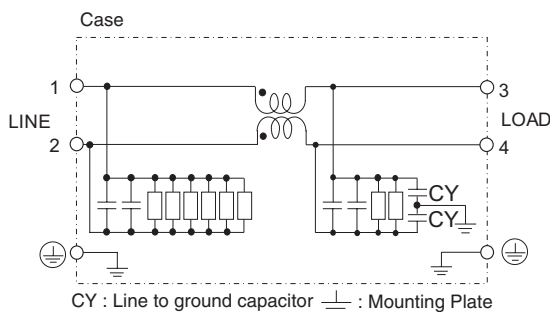 Case
1
3
LINE
LOAD
2
4
CY
CY
CY : Line to ground capacitor ⏚ : Mounting Plate